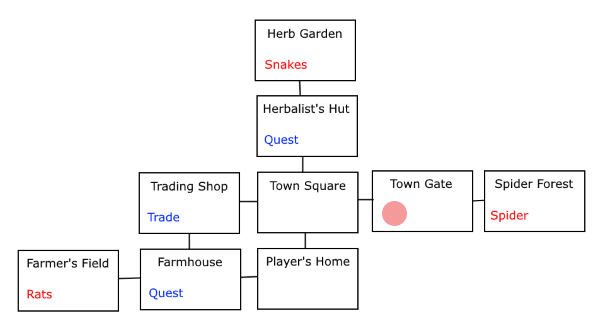 Herb Garden
Snakes
Herbalist's Hut
Quest
Trading Shop
Trade
Town Square
Town Gate
Spider Forest
Spider
Farmer's Field
Rats
Farmhouse
Quest
Player's Home